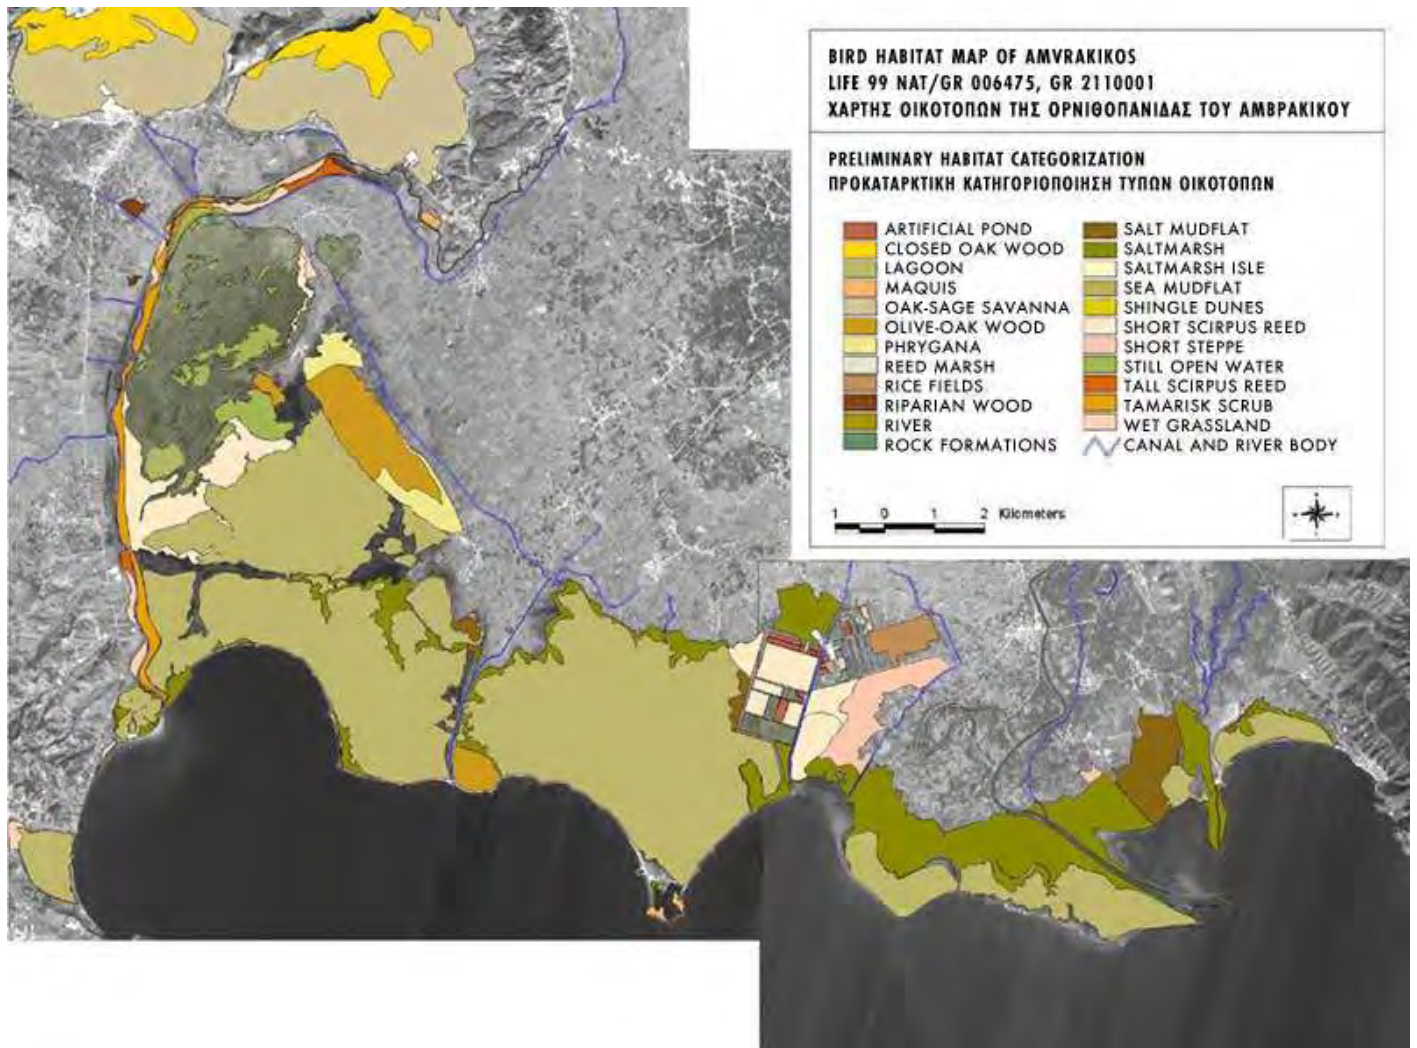 BIRD HABITAT MAP OF AMVRAKIKOS
LIFE 99 NAT/GR 006475, GR 2110001
ΧΑΡΤΗΣ ΟΙΚΟΤΟΠΩΝ ΤΗΣ ΟΡΝΙΘΟΠΑΝΙΔΑΣ ΤΟΥ ΑΜΒΡΑΚΙΚΟΥ
PRELIMINARY HABITAT CATEGORIZATION
ΠΡΟΚΑΤΑΡΚΤΙΚΗ ΚΑΤΗΓΟΡΙΟΠΟΙΗΣΗ ΤΥΠΩΝ ΟΙΚΟΤΟΠΩΝ
ARTIFICIAL POND
CLOSED OAK WOOD
LAGOON
MAQUIS
OAK-SAGE SAVANNA
OLIVE-OAK WOOD
PHRYGANA
REED MARSH
RICE FIELDS
RIPARIAN WOOD
RIVER
ROCK FORMATIONS
SALT MUDFLAT
SALTMARSH
SALTMARSH ISLE
SEA MUDFLAT
SHINGLE DUNES
SHORT SCIRPUS REED
SHORT STEPPE
STILL OPEN WATER
TALL SCIRPUS REED
TAMARISK SCRUB
WET GRASSLAND
CANAL AND RIVER BODY
1 0 1 2 Kilometers